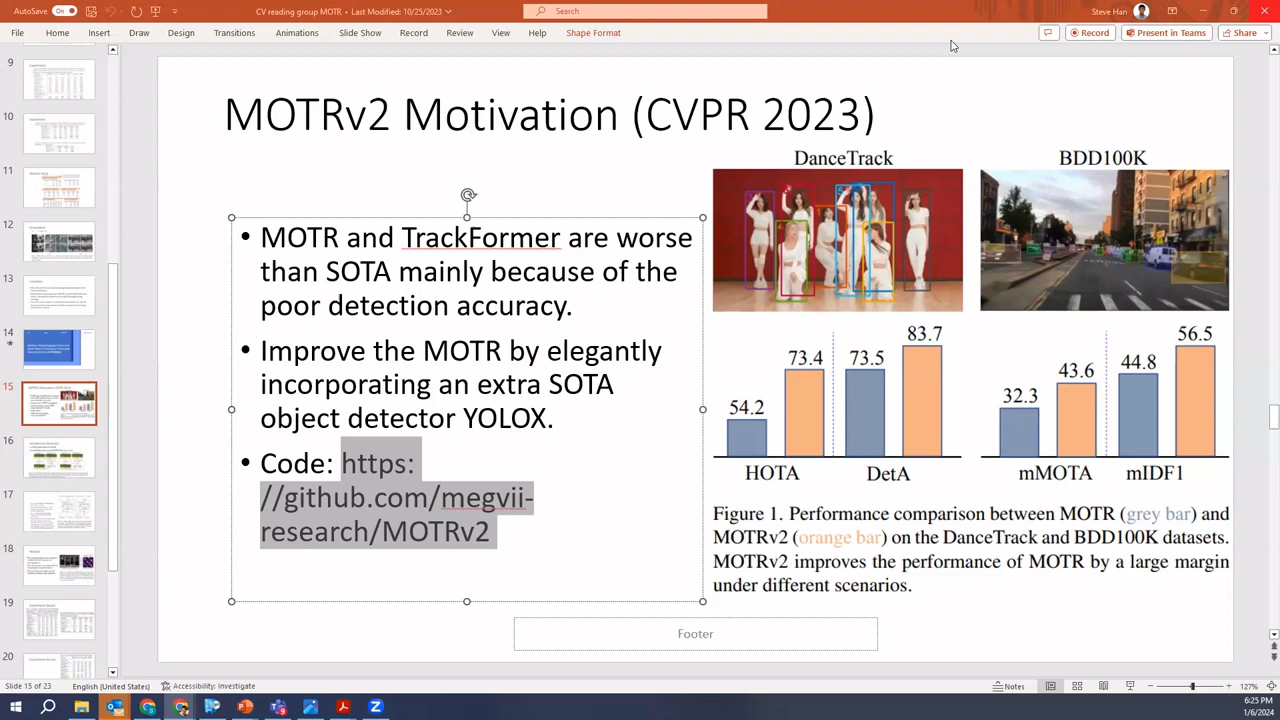 AutoSave
On
CV reading group MOTR • Last Modified: 10/25/2023
Search
Steve Han
File Home Insert Draw Design Transitions Animations Slide Show Record Review View Help Shape Format
Record
Present in Teams
Share
9
10
11
12
13
14
15
16
17
18
19
20
MOTRv2 Motivation (CVPR 2023)
• MOTR and TrackFormer are worse
than SOTA mainly because of the
poor detection accuracy.
• Improve the MOTR by elegantly
incorporating an extra SOTA
object detector YOLOX.
• Code: https:
//github.com/megvii-
research/MOTRv2
DanceTrack
BDD100K
54.2
73.4
73.5
83.7
HOTA
DetA
32.3
43.6
44.8
56.5
mMOTA
mIDF1
Figure 1. Performance comparison between MOTR (grey bar) and
MOTRv2 (orange bar) on the DanceTrack and BDD100K datasets.
MOTRv2 improves the performance of MOTR by a large margin
under different scenarios.
Footer
Slide 15 of 23
English (United States)
Accessibility: Investigate
Notes
127%
6:25 PM
1/6/2024